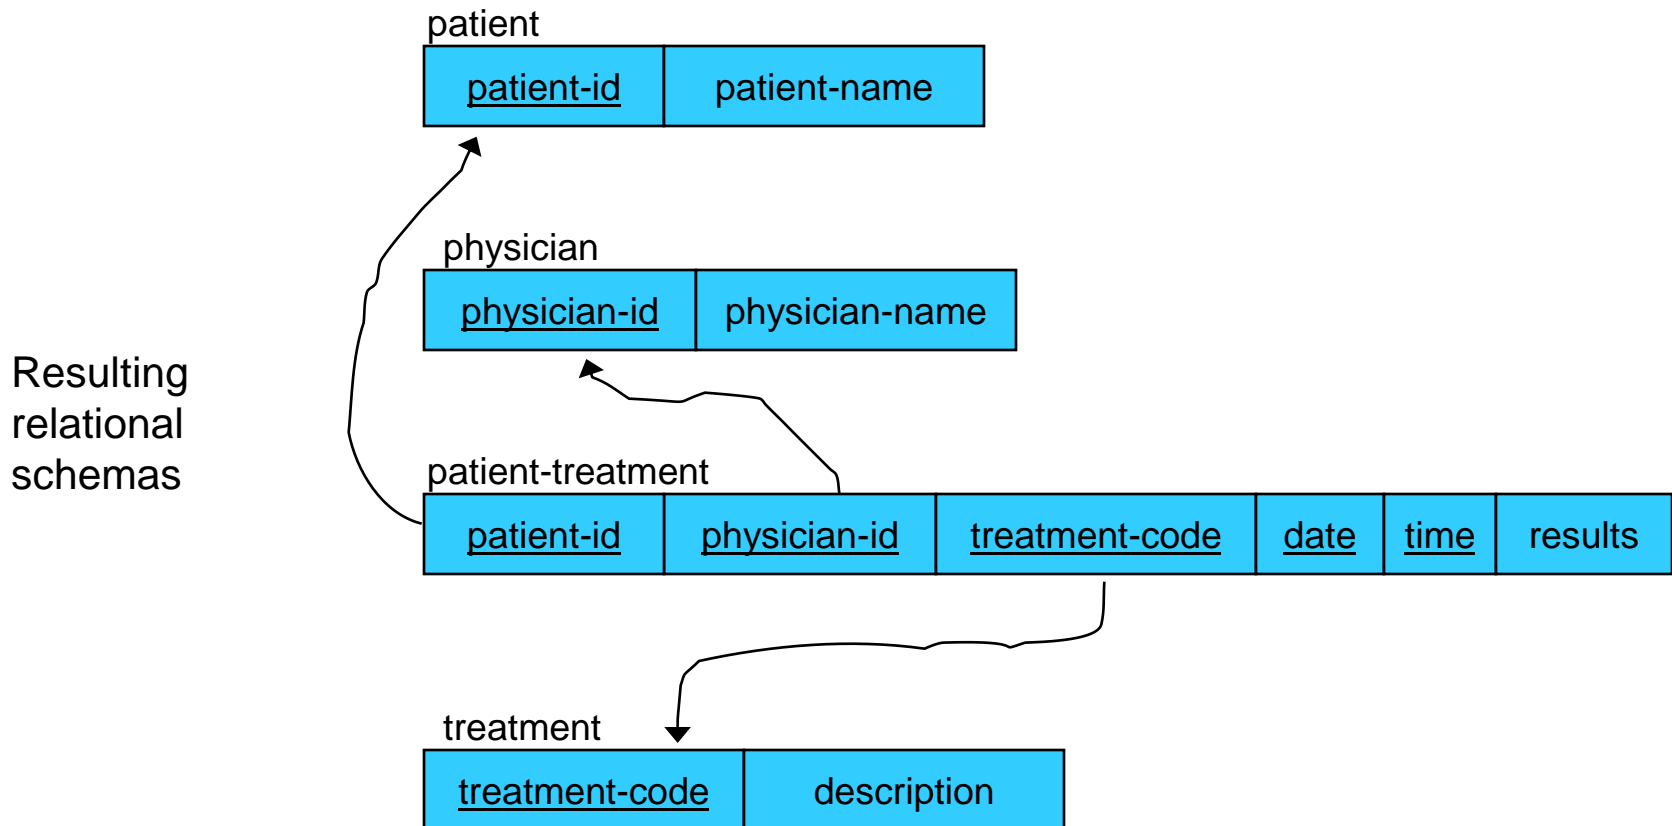 patient
patient-id patient-name
physician
physician-id physician-name
Resulting
relational
schemas
patient-treatment
patient-id physician-id treatment-code date time results
treatment
treatment-code description